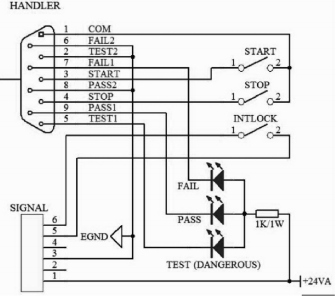 HANDLER
1 COM
6 FAIL2
2 TEST2
7 FAIL1
3 START
8 PASS2
4 STOP
9 PASS1
5 TEST1
START
1 2
STOP
1 2
INTLOCK
1 2
FAIL
PASS
1K/1W
TEST (DANGEROUS)
SIGNAL
6
5
4
3
2
1
EGND
+24VA